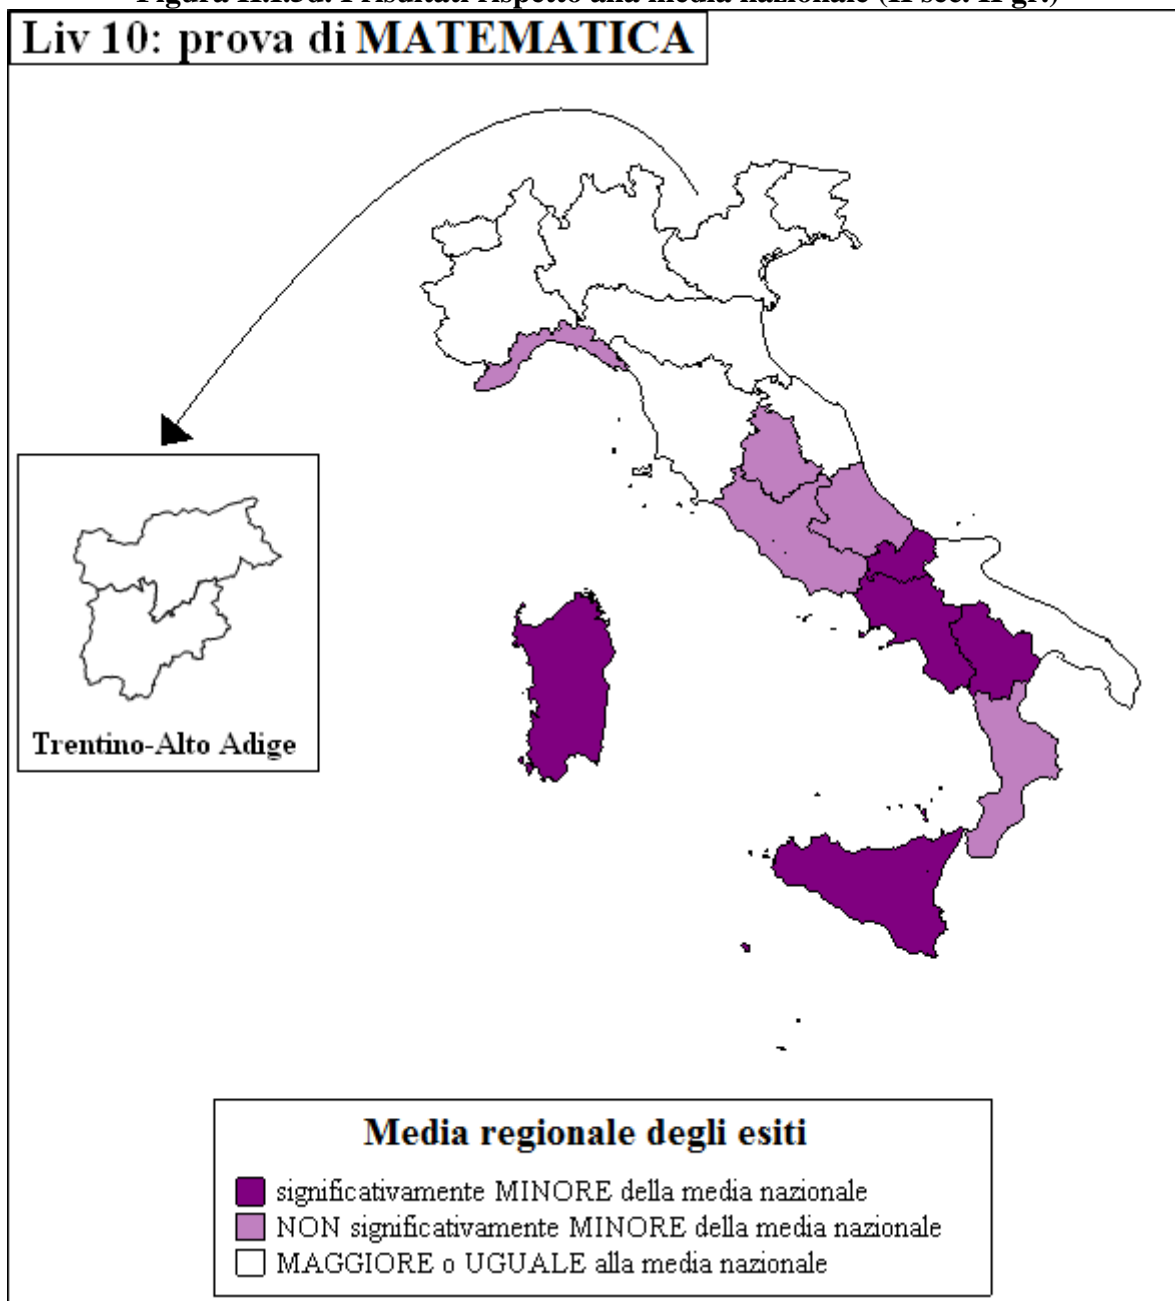 Liv 10: prova di MATEMATICA
Trentino-Alto Adige
Media regionale degli esiti
significativamente MINORE della media nazionale
NON significativamente MINORE della media nazionale
MAGGIORE o UGUALE alla media nazionale